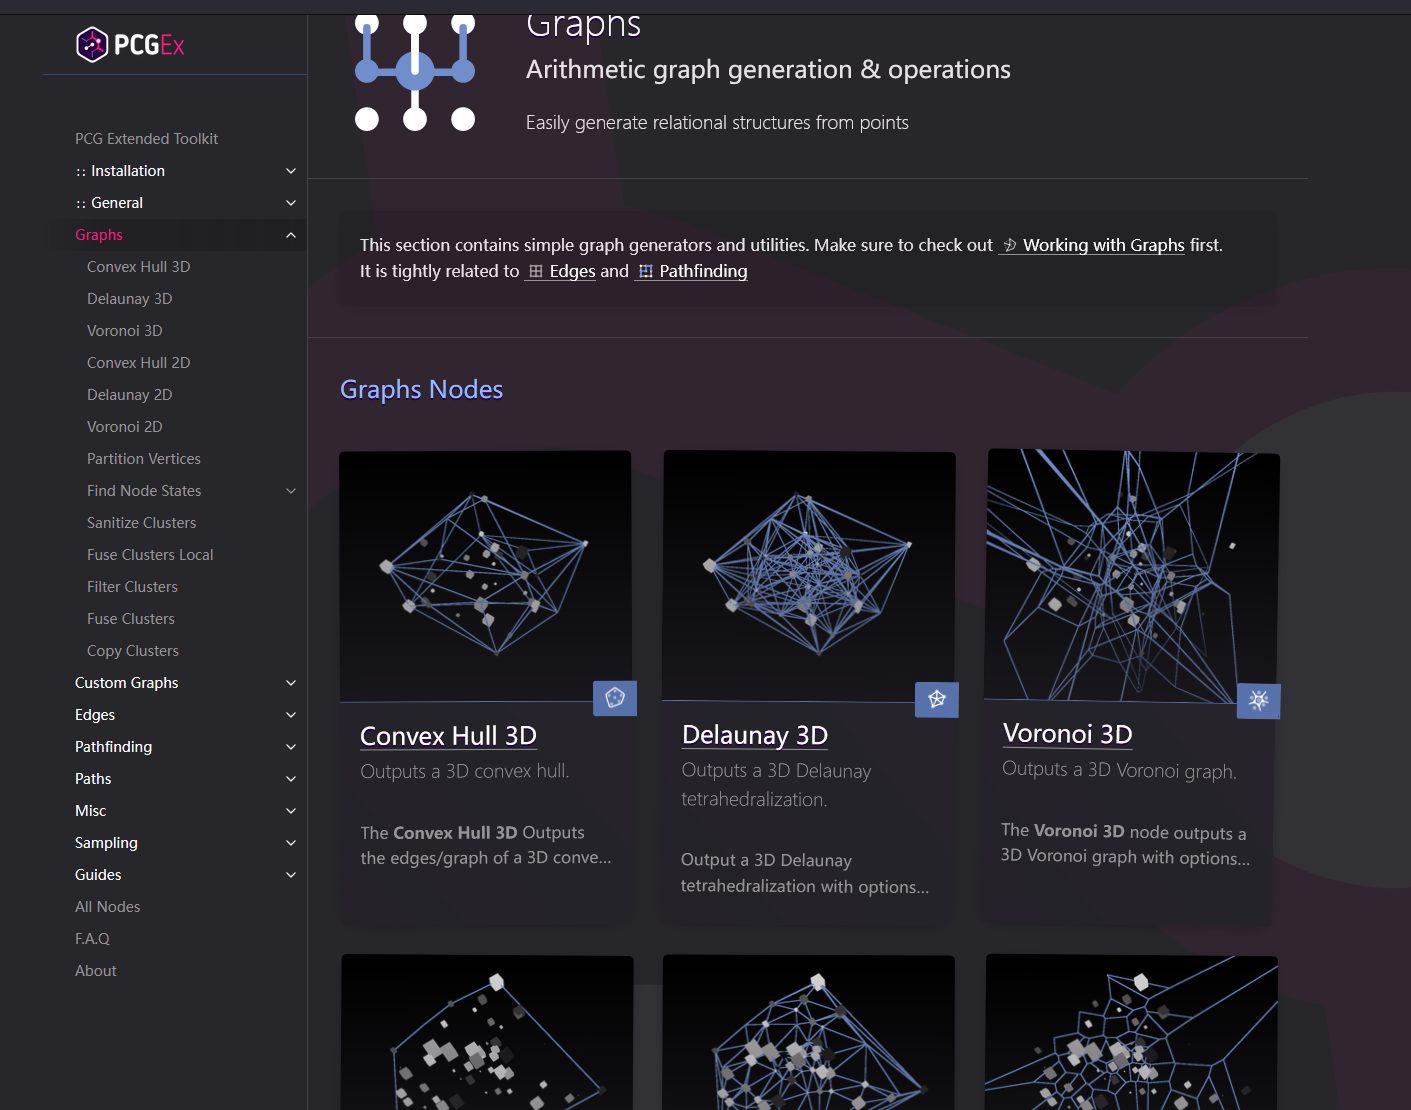 PCGEx
PCG Extended Toolkit
:: Installation
:: General
Graphs
Convex Hull 3D
Delaunay 3D
Voronoi 3D
Convex Hull 2D
Delaunay 2D
Voronoi 2D
Partition Vertices
Find Node States
Sanitize Clusters
Fuse Clusters Local
Filter Clusters
Fuse Clusters
Copy Clusters
Custom Graphs
Edges
Pathfinding
Paths
Misc
Sampling
Guides
All Nodes
F.A.Q
About
Graphs
Arithmetic graph generation & operations
Easily generate relational structures from points
This section contains simple graph generators and utilities. Make sure to check out Working with Graphs first.
It is tightly related to Edges and Pathfinding
Graphs Nodes
Convex Hull 3D
Outputs a 3D convex hull.
The Convex Hull 3D Outputs
the edges/graph of a 3D conve...
Delaunay 3D
Outputs a 3D Delaunay
tetrahedralization.
Output a 3D Delaunay
tetrahedralization with options...
Voronoi 3D
Outputs a 3D Voronoi graph.
The Voronoi 3D node outputs a
3D Voronoi graph with options...